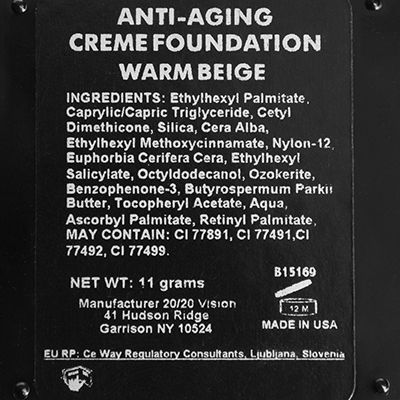 ANTI-AGING
CREME FOUNDATION
WARM BEIGE
INGREDIENTS: Ethylhexyl Palmitate,
Caprylic/Capric Triglyceride, Cetyl
Dimethicone, Silica, Cera Alba,
Ethylhexyl Methoxycinnamate, Nylon-12,
Euphorbia Cerifera Cera, Ethylhexyl
Salicylate, Octyldodecanol, Ozokerite,
Benzophenone-3, Butyrospermum Parkii
Butter, Tocopheryl Acetate, Aqua,
Ascorbyl Palmitate, Retinyl Palmitate,
MAY CONTAIN: CI 77891, CI 77491,CI
77492, CI 77499.
B15169
NET WT: 11 grams
12 M
Manufacturer 20/20 Vision
41 Hudson Ridge
Garrison NY 10524
MADE IN USA
EU RP: Ce Way Regulatory Consultants, Ljubljana, Slovenia